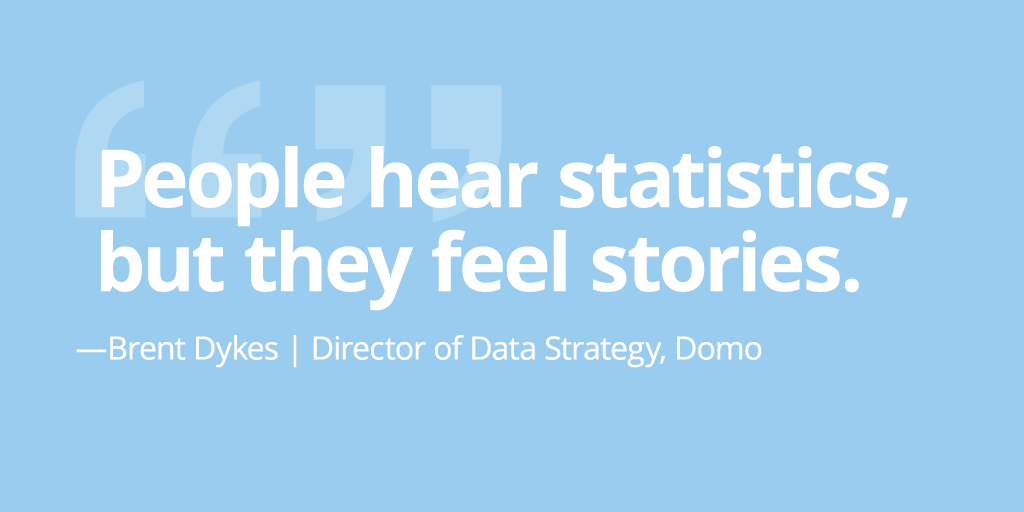 “ ”
People hear statistics,
but they feel stories.
—Brent Dykes | Director of Data Strategy, Domo